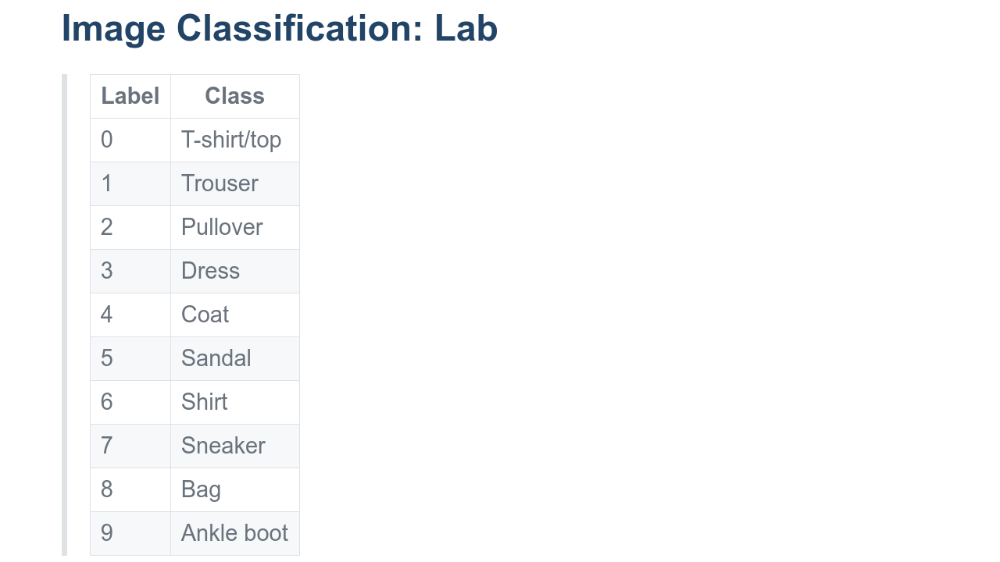 Image Classification: Lab
Label Class
0 T-shirt/top
1 Trouser
2 Pullover
3 Dress
4 Coat
5 Sandal
6 Shirt
7 Sneaker
8 Bag
9 Ankle boot